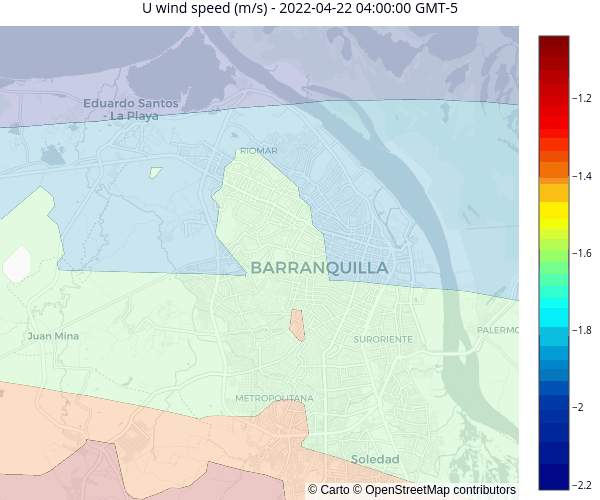 U wind speed (m/s) - 2022-04-22 04:00:00 GMT-5
Eduardo Santos
- La Playa
RIOMAR
BARRANQUILLA
Juan Mina
SURORIENTE
PALERMO
METROPOLITANA
Soledad
© Carto © OpenStreetMap contributors
−1.2
−1.4
−1.6
−1.8
−2
−2.2